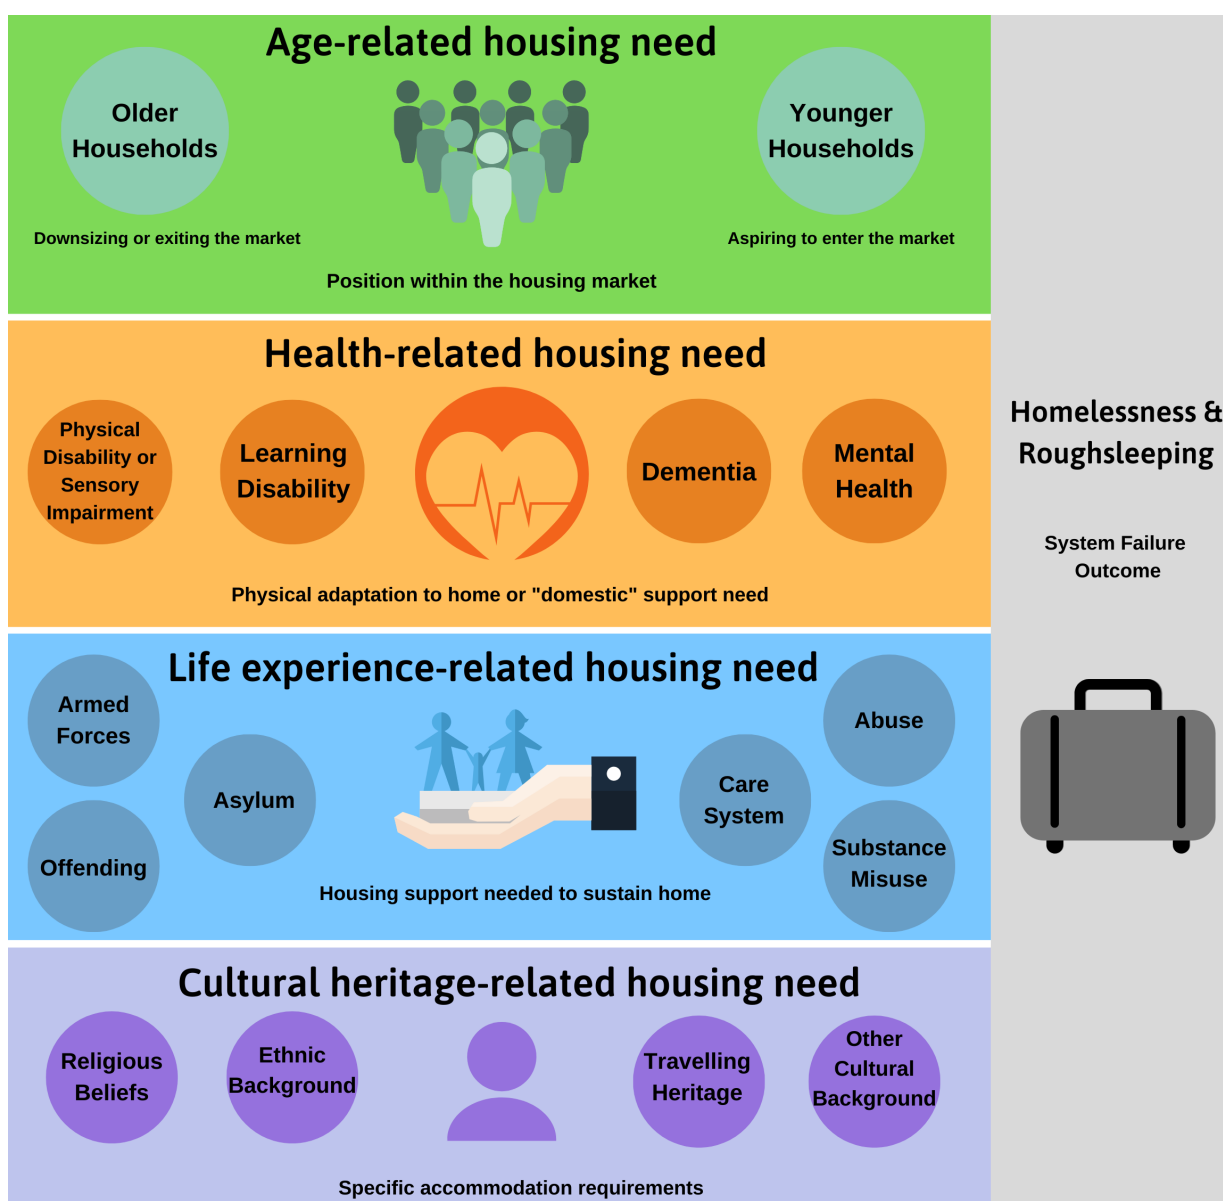 Age-related housing need
Older
Households
Younger
Households
Downsizing or exiting the market
Aspiring to enter the market
Position within the housing market
Health-related housing need
Physical
Disability or
Sensory
Impairment
Learning
Disability
Dementia
Mental
Health
Physical adaptation to home or "domestic" support need
Life experience-related housing need
Armed
Forces
Offending
Asylum
Care
System
Abuse
Substance
Misuse
Housing support needed to sustain home
Cultural heritage-related housing need
Religious
Beliefs
Ethnic
Background
Travelling
Heritage
Other
Cultural
Background
Specific accommodation requirements
Homelessness &
Roughsleeping
System Failure
Outcome